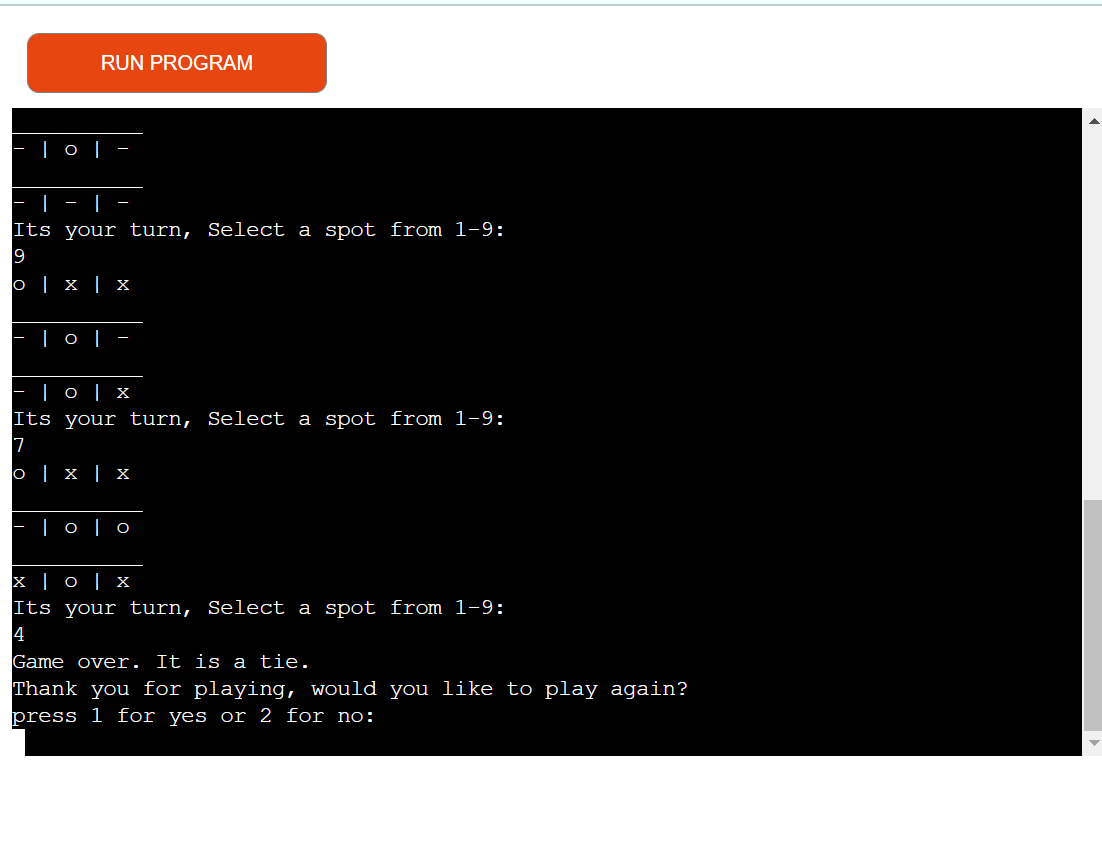 RUN PROGRAM
__________
- | o | -
__________
- | - | -
Its your turn, Select a spot from 1-9:
9
o | x | x
__________
- | o | -
__________
- | o | x
Its your turn, Select a spot from 1-9:
7
o | x | x
__________
- | o | o
__________
x | o | x
Its your turn, Select a spot from 1-9:
4
Game over. It is a tie.
Thank you for playing, would you like to play again?
press 1 for yes or 2 for no: